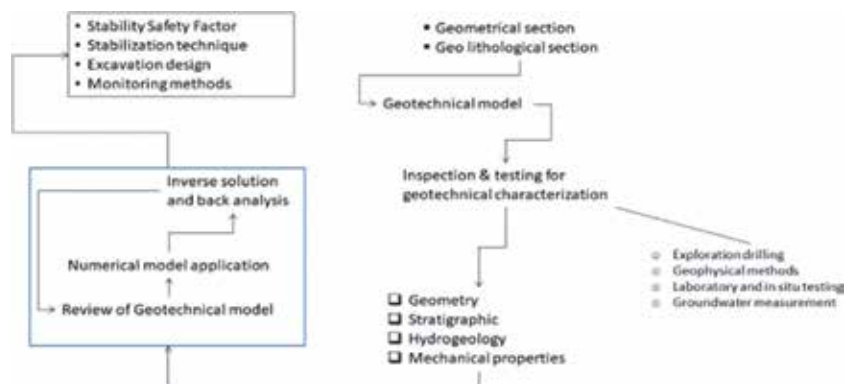 Stability Safety Factor
Stabilization technique
Excavation design
Monitoring methods
Geometrical section
Geo lithological section
Geotechnical model
Inspection & testing for
geotechnical characterization
Exploration drilling
Geophysical methods
Laboratory and in situ testing
Groundwater measurement
Geometry
Stratigraphic
Hydrogeology
Mechanical properties
Inverse solution
and back analysis
Numerical model application
Review of Geotechnical model